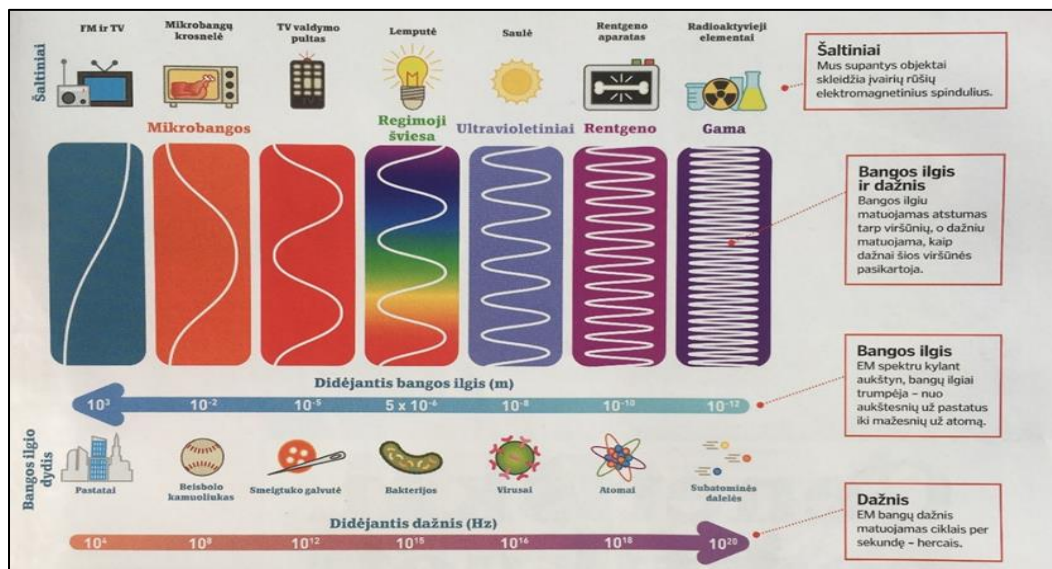 Šaltiniai
FM ir TV
Mikrobangų
krosnelė
TV valdymo
pultas
Lemputė
Saulė
Rentgeno
aparatas
Radioaktyvieji
elementai
Šaltiniai
Mus supantys objektai
skleidžia įvairių rūšių
elektromagnetinius spindulius.
Mikrobangos
Regimoji
šviesa
Ultravioletiniai
Rentgeno
Gama
Bangos ilgis
ir dažnis
Bangos ilgiu
matuojamas atstumas
tarp viršūnių, o dažniu
matuojama, kaip
dažnai šios viršūnės
pasikartoja.
Didėjantis bangos ilgis (m)
10³ 10⁻² 10⁻⁵ 5 x 10⁻⁶ 10⁻⁸ 10⁻¹⁰ 10⁻¹²
Bangos ilgis
EM spektru kylant
aukštyn, bangų ilgiai
trumpėja – nuo
aukštesnių už pastatus
iki mažesnių už atomą.
Bangos ilgio
dydis
Pastatai
Beisbolo
kamuoliukas
Smeigtuko galvutė
Bakterijos
Virusai
Atomai
Subatominės
dalelės
Didėjantis dažnis (Hz)
10⁴ 10⁸ 10¹² 10¹⁵ 10¹⁶ 10¹⁸ 10²⁰
Dažnis
EM bangų dažnis
matuojamas ciklais per
sekundę – hercais.